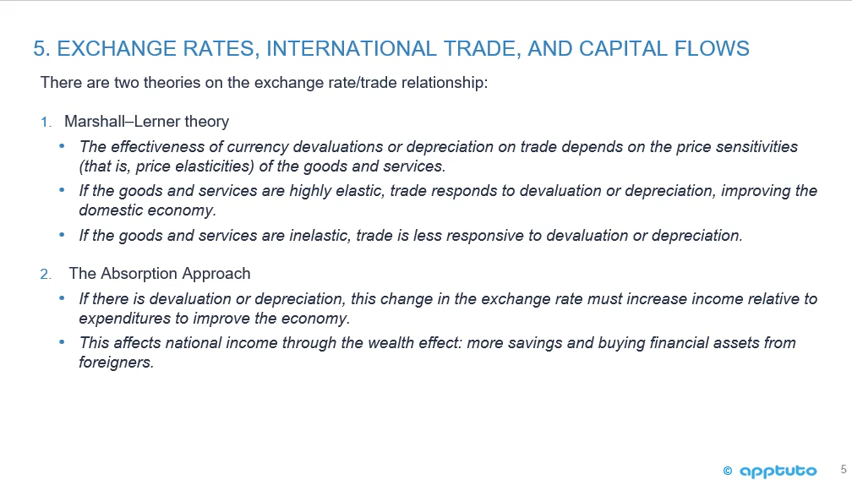 5. EXCHANGE RATES, INTERNATIONAL TRADE, AND CAPITAL FLOWS
There are two theories on the exchange rate/trade relationship:
1. Marshall–Lerner theory
• The effectiveness of currency devaluations or depreciation on trade depends on the price sensitivities
(that is, price elasticities) of the goods and services.
• If the goods and services are highly elastic, trade responds to devaluation or depreciation, improving the
domestic economy.
• If the goods and services are inelastic, trade is less responsive to devaluation or depreciation.
2. The Absorption Approach
• If there is devaluation or depreciation, this change in the exchange rate must increase income relative to
expenditures to improve the economy.
• This affects national income through the wealth effect: more savings and buying financial assets from
foreigners.
© apptuto 5